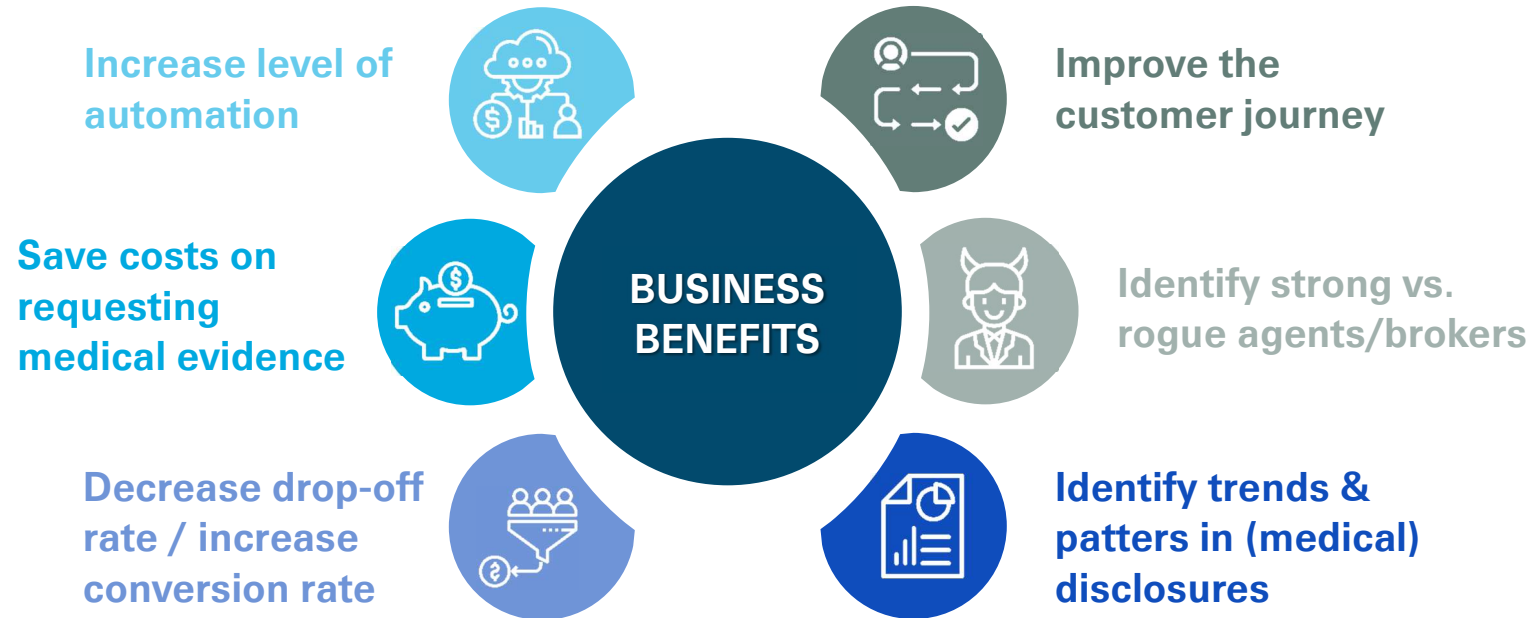 Increase level of
automation
Improve the
customer journey
Save costs on
requesting
medical evidence
BUSINESS
BENEFITS
Identify strong vs.
rogue agents/brokers
Decrease drop-off
rate / increase
conversion rate
Identify trends &
patters in (medical)
disclosures